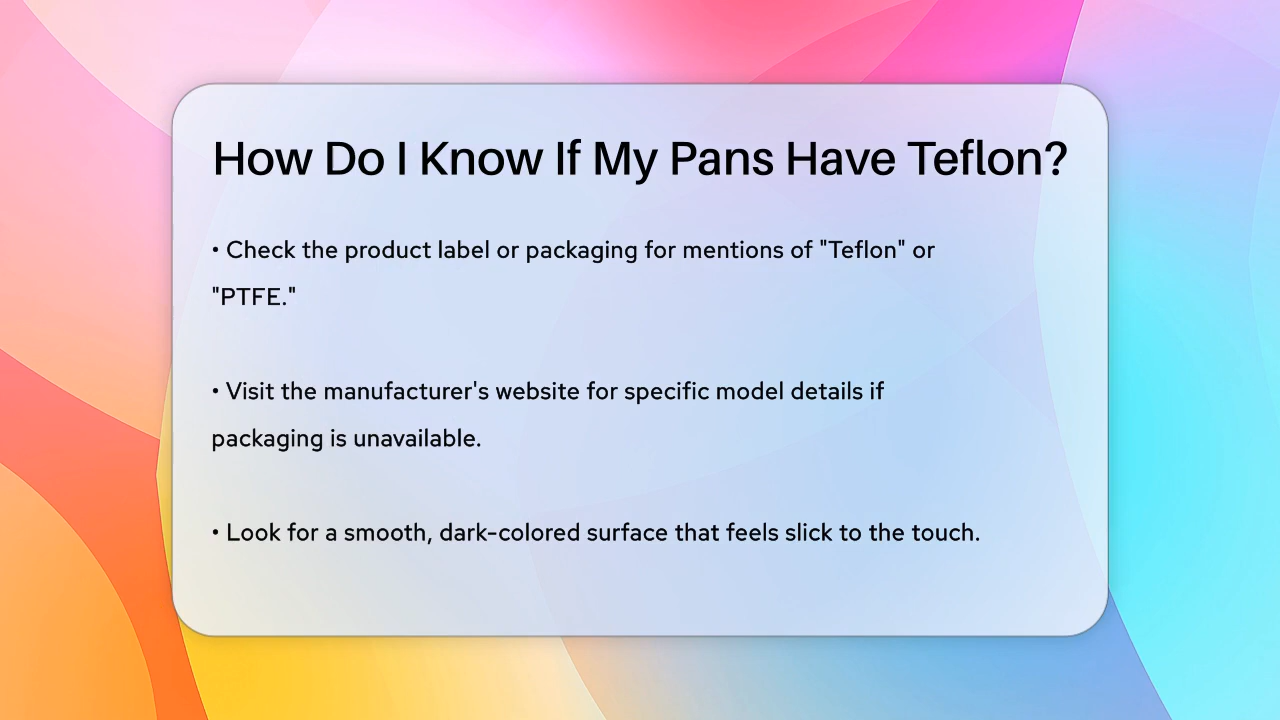 How Do I Know If My Pans Have Teflon?
• Check the product label or packaging for mentions of "Teflon" or
"PTFE."
• Visit the manufacturer's website for specific model details if
packaging is unavailable.
• Look for a smooth, dark-colored surface that feels slick to the touch.